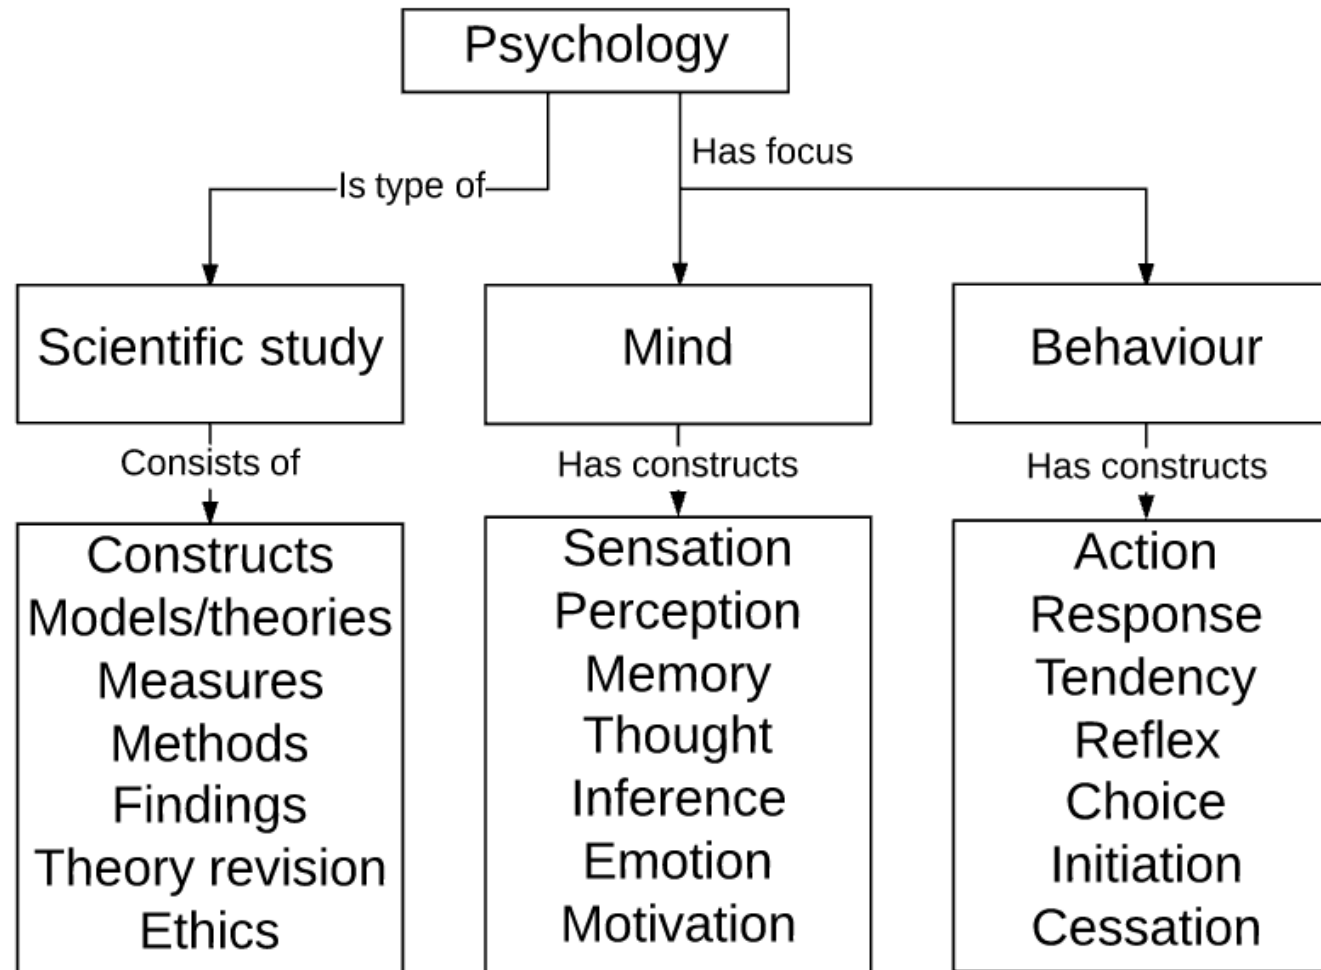 Psychology
Has focus
Is type of
Scientific study
Mind
Behaviour
Consists of
Has constructs
Has constructs
Constructs
Models/theories
Measures
Methods
Findings
Theory revision
Ethics
Sensation
Perception
Memory
Thought
Inference
Emotion
Motivation
Action
Response
Tendency
Reflex
Choice
Initiation
Cessation